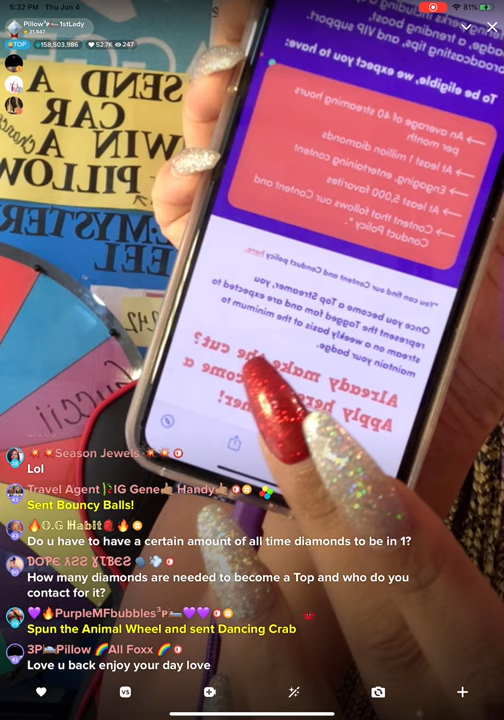 5:32 PM Thu Jun 4
81%
Pillow³P 1stLady
31,847
TOP 158,503,986 52.7K 247
SEND A
CAR
WIN A
PILLOW
MYSTERY
WHEEL
Gucci
broadcasting tips, and VIP support.
To be eligible, we expect you to have:
An average of 40 streaming hours
per month
At least 1 million diamonds
Engaging, entertaining content
At least 5,000 favorites
Content that follows our Content and
Conduct Policy*.
*You can find our Content and Conduct policy here.
Once you become a Top Streamer, you
represent the Tagged fam and are expected to
stream on a weekly basis at the minimum to
maintain your badge.
Already make the cut?
Apply here
Season Jewels
Lol
Travel Agent IG Gene Handy
Sent Bouncy Balls!
O.G Habit
Do u have to have a certain amount of all time diamonds to be in 1?
DOPE ASS VIBES
How many diamonds are needed to become a Top and who do you
contact for it?
PurpleMFbubbles³P
Spun the Animal Wheel and sent Dancing Crab
3P Pillow All Foxx
Love u back enjoy your day love
VS